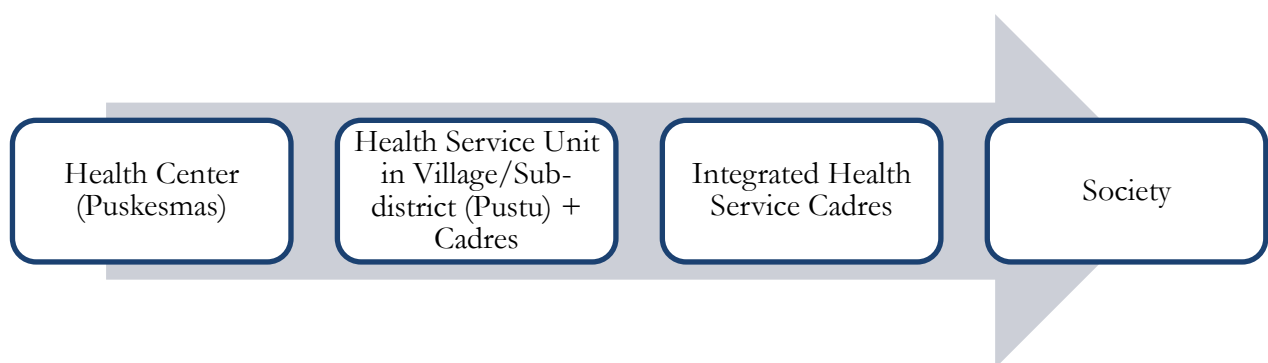 Health Center
(Puskesmas)
Health Service Unit
in Village/Sub-
district (Pustu) +
Cadres
Integrated Health
Service Cadres
Society